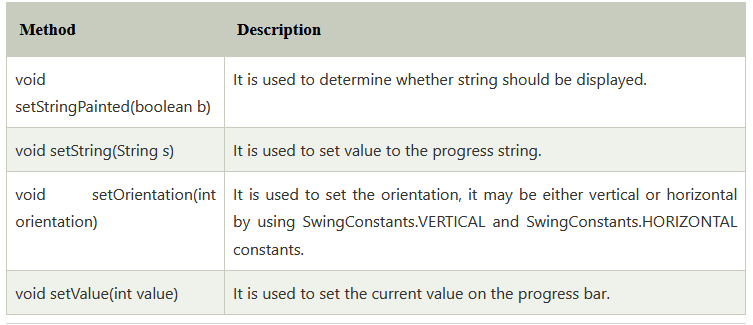 Method Description
void
setStringPainted(boolean b)
It is used to determine whether string should be displayed.
void setString(String s)
It is used to set value to the progress string.
void setOrientation(int
orientation)
It is used to set the orientation, it may be either vertical or horizontal
by using SwingConstants.VERTICAL and SwingConstants.HORIZONTAL
constants.
void setValue(int value)
It is used to set the current value on the progress bar.